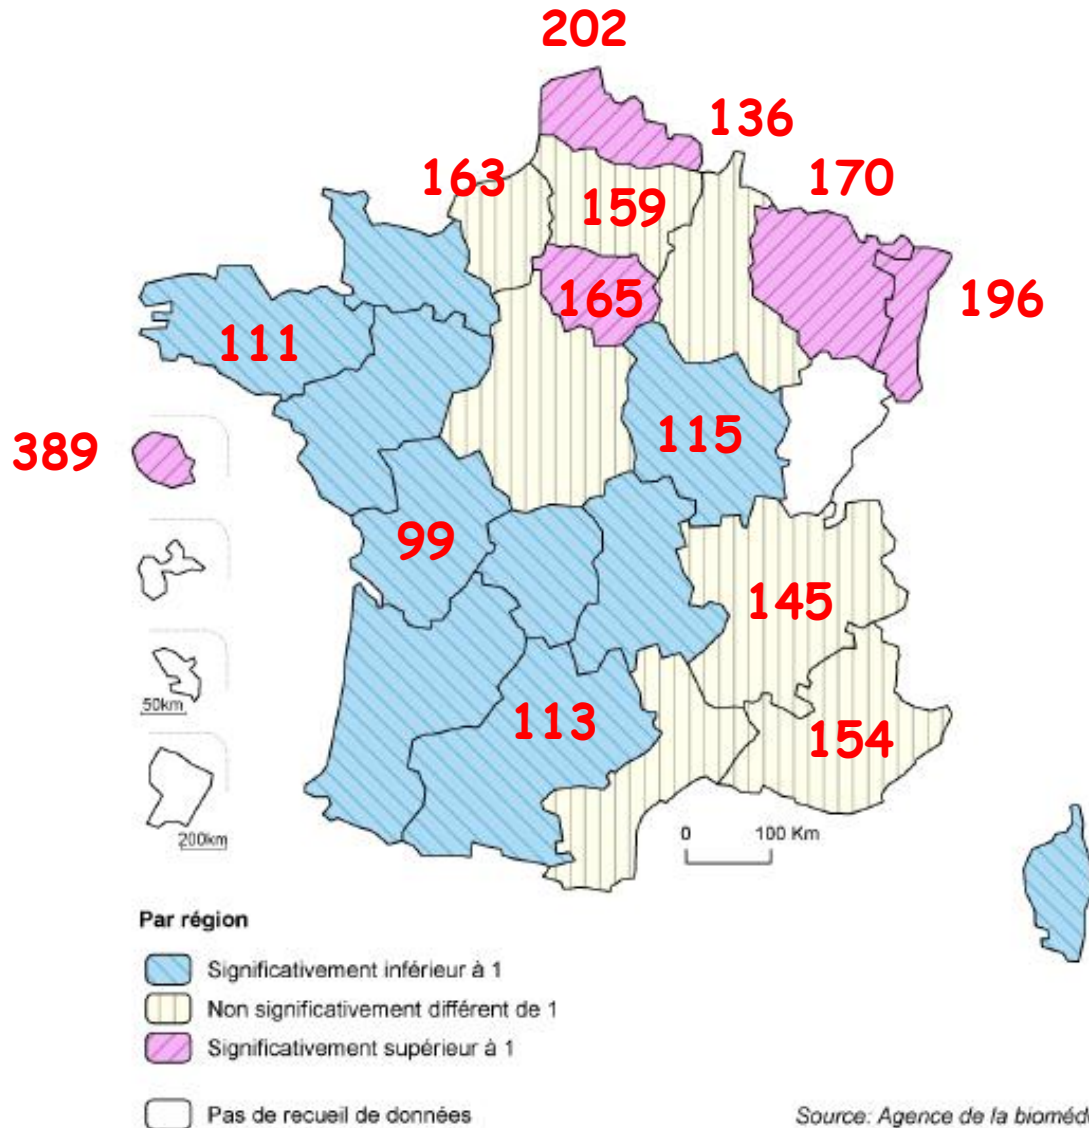 202
136
163
170
159
165
196
111
389
115
99
145
50km
113
154
200km
0 100 Km
Par région
Significativement inférieur à 1
Non significativement différent de 1
Significativement supérieur à 1
Pas de recueil de données
Source: Agence de la bioméd